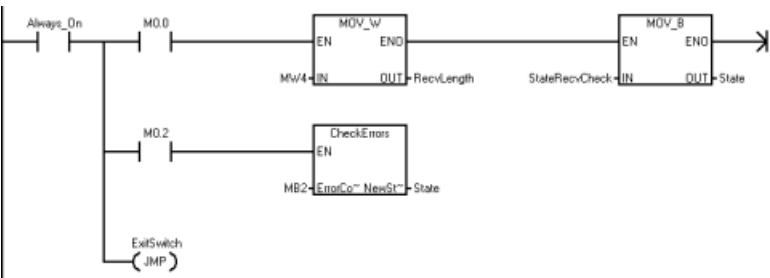 Always_On M0.0 MOV_W MOV_B
EN ENO EN ENO
MW4 IN OUT RecvLength StateRecvCheck IN OUT State
M0.2 CheckErrors
EN
MB2 ErrorCo~ NewSt~ State
ExitSwitch
JMP